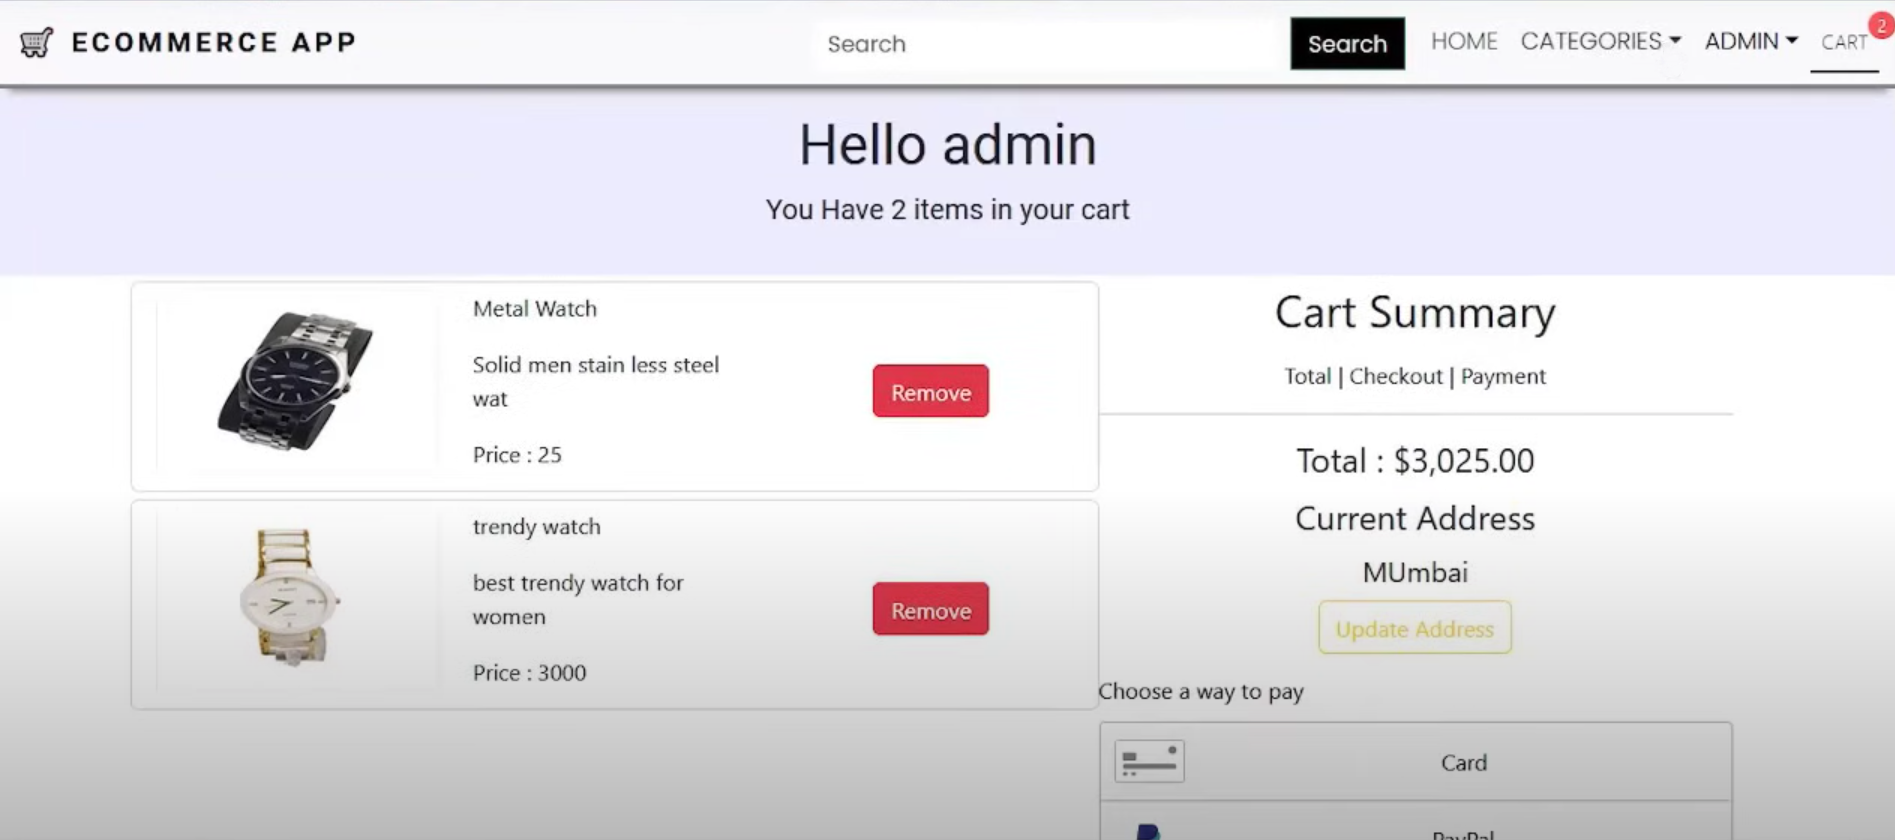 ECOMMERCE APP
Search
Search
HOME
CATEGORIES
ADMIN
CART
2
Hello admin
You Have 2 items in your cart
Metal Watch
Solid men stain less steel
wat
Price : 25
Remove
trendy watch
best trendy watch for
women
Price : 3000
Remove
Cart Summary
Total | Checkout | Payment
Total : $3,025.00
Current Address
MUmbai
Update Address
Choose a way to pay
Card
PayPal